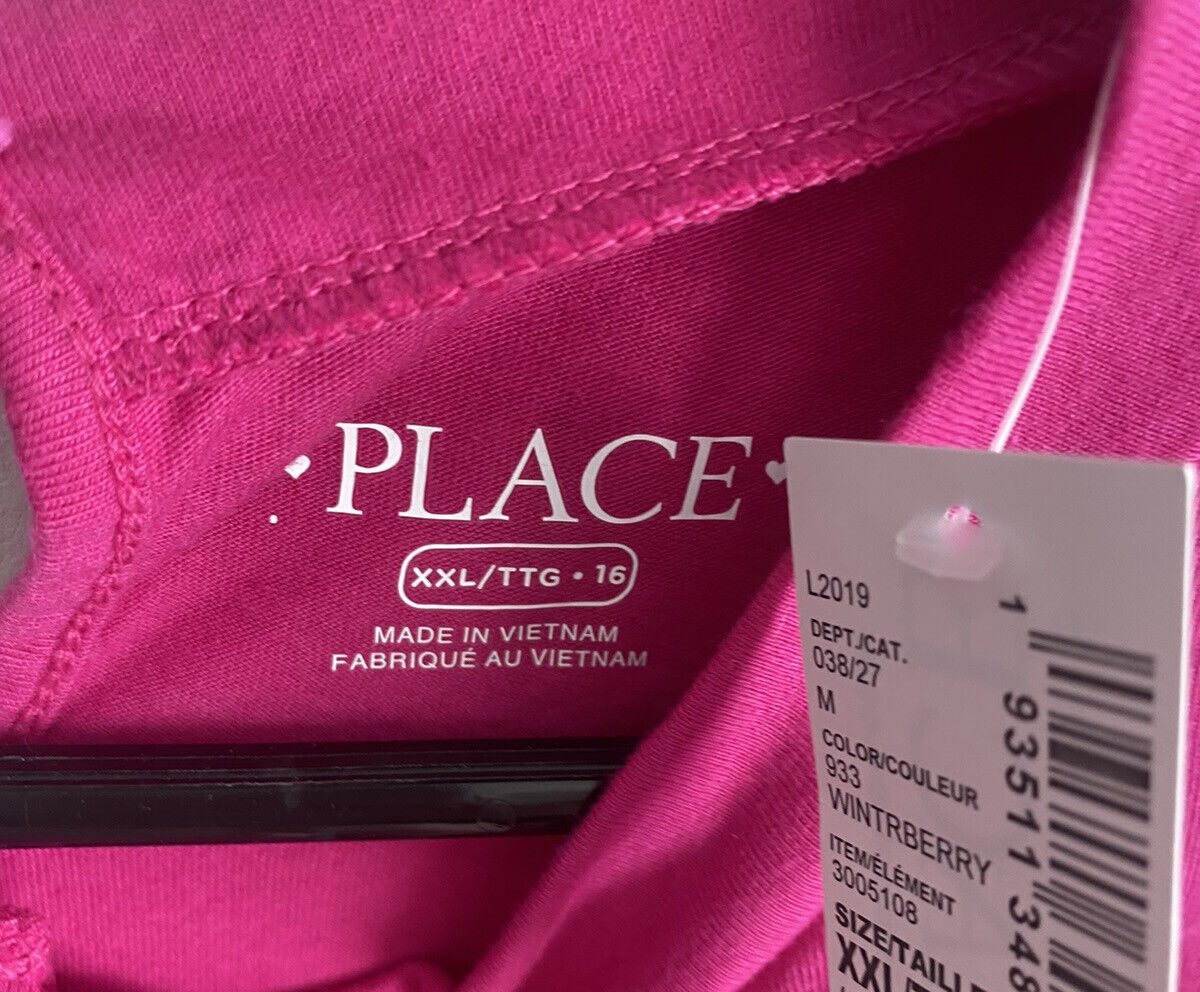 PLACE
XXL/TTG • 16
MADE IN VIETNAM
FABRIQUÉ AU VIETNAM
L2019
DEPT./CAT.
038/27
M
COLOR/COULEUR
933
WINTRBERRY
ITEM/ÉLÉMENT
3005108
SIZE/TAILLE
XXL/
1 93511 348